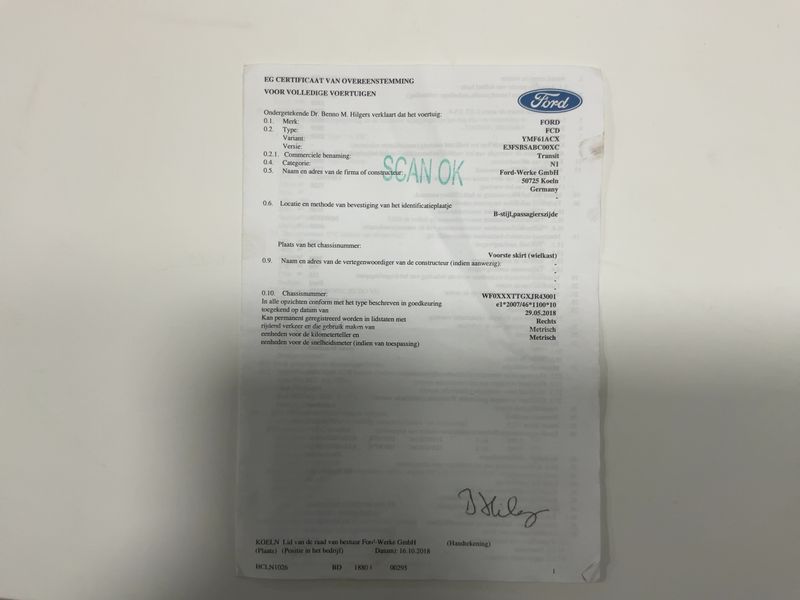 EG CERTIFICAAT VAN OVEREENSTEMMING
VOOR VOLLEDIGE VOERTUIGEN
Ford
Ondergetekende Dr. Benno M. Hilgers verklaart dat het voertuig:
0.1. Merk: FORD
0.2. Type: FCD
Variant: YMF61ACX
Versie: E3FSBSABC00XC
0.2.1. Commerciele benaming: Transit
0.4. Categorie: N1
SCAN OK
0.5. Naam en adres van de firma of constructeur: Ford-Werke GmbH
50725 Koeln
Germany
-
0.6. Locatie en methode van bevestiging van het identificatieplaatje
B-stijl,passagierszijde
Plaats van het chassisnummer:
Voorste skirt (wielkast)
0.9. Naam en adres van de vertegenwoordiger van de constructeur (indien aanwezig): -
-
-
-
0.10. Chassisnummer: WF0XXXTTGXJR43001
In alle opzichten conform met het type beschreven in goedkeuring e1*2007/46*1100*10
toegekend op datum van 29.05.2018
Kan permanent geregistreerd worden in lidstaten met Rechts
rijdend verkeer en die gebruik maken van Metrisch
eenheden voor de kilometerteller en Metrisch
eenheden voor de snelheidsmeter (indien van toepassing)
KOELN Lid van de raad van bestuur Ford-Werke GmbH (Handtekening)
(Plaats) (Positie in het bedrijf) Datum: 16.10.2018
HCLN1026 BD 00295 1